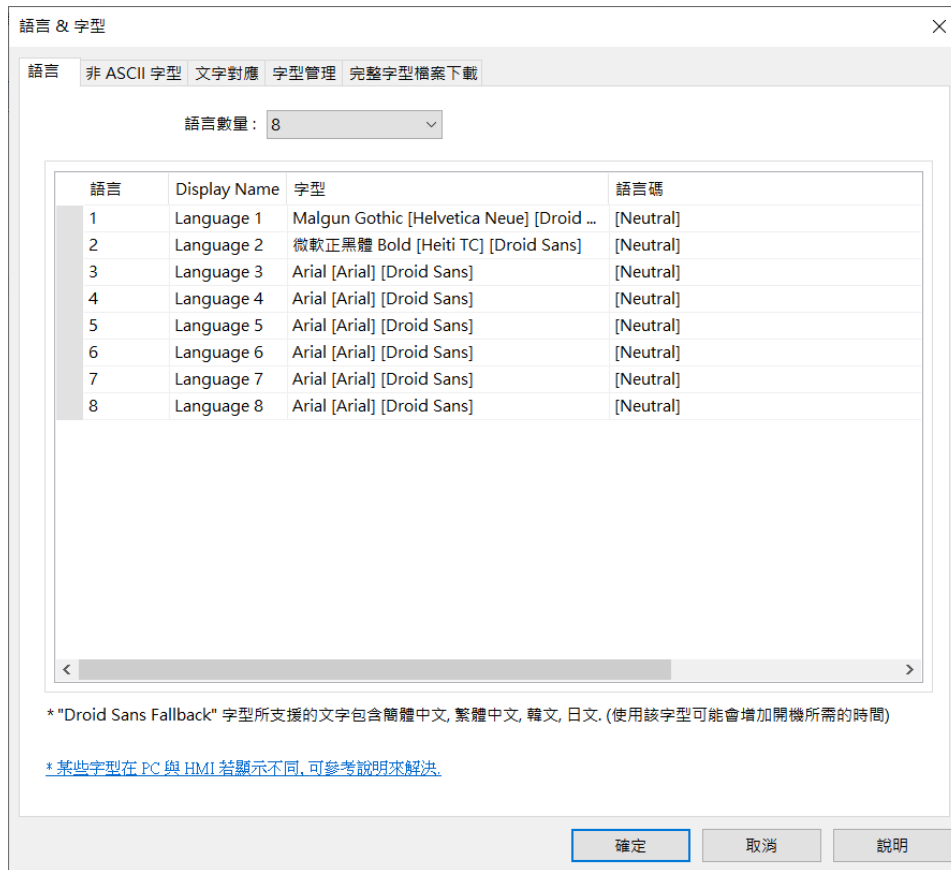 語言 & 字型
語言 非 ASCII 字型 文字對應 字型管理 完整字型檔案下載
語言數量 : 8
語言 Display Name 字型 語言碼
1 Language 1 Malgun Gothic [Helvetica Neue] [Droid ... [Neutral]
2 Language 2 微軟正黑體 Bold [Heiti TC] [Droid Sans] [Neutral]
3 Language 3 Arial [Arial] [Droid Sans] [Neutral]
4 Language 4 Arial [Arial] [Droid Sans] [Neutral]
5 Language 5 Arial [Arial] [Droid Sans] [Neutral]
6 Language 6 Arial [Arial] [Droid Sans] [Neutral]
7 Language 7 Arial [Arial] [Droid Sans] [Neutral]
8 Language 8 Arial [Arial] [Droid Sans] [Neutral]
* "Droid Sans Fallback" 字型所支援的文字包含簡體中文, 繁體中文, 韓文, 日文. (使用該字型可能會增加開機所需的時間)
* 某些字型在 PC 與 HMI 若顯示不同, 可參考說明來解決.
確定 取消 說明